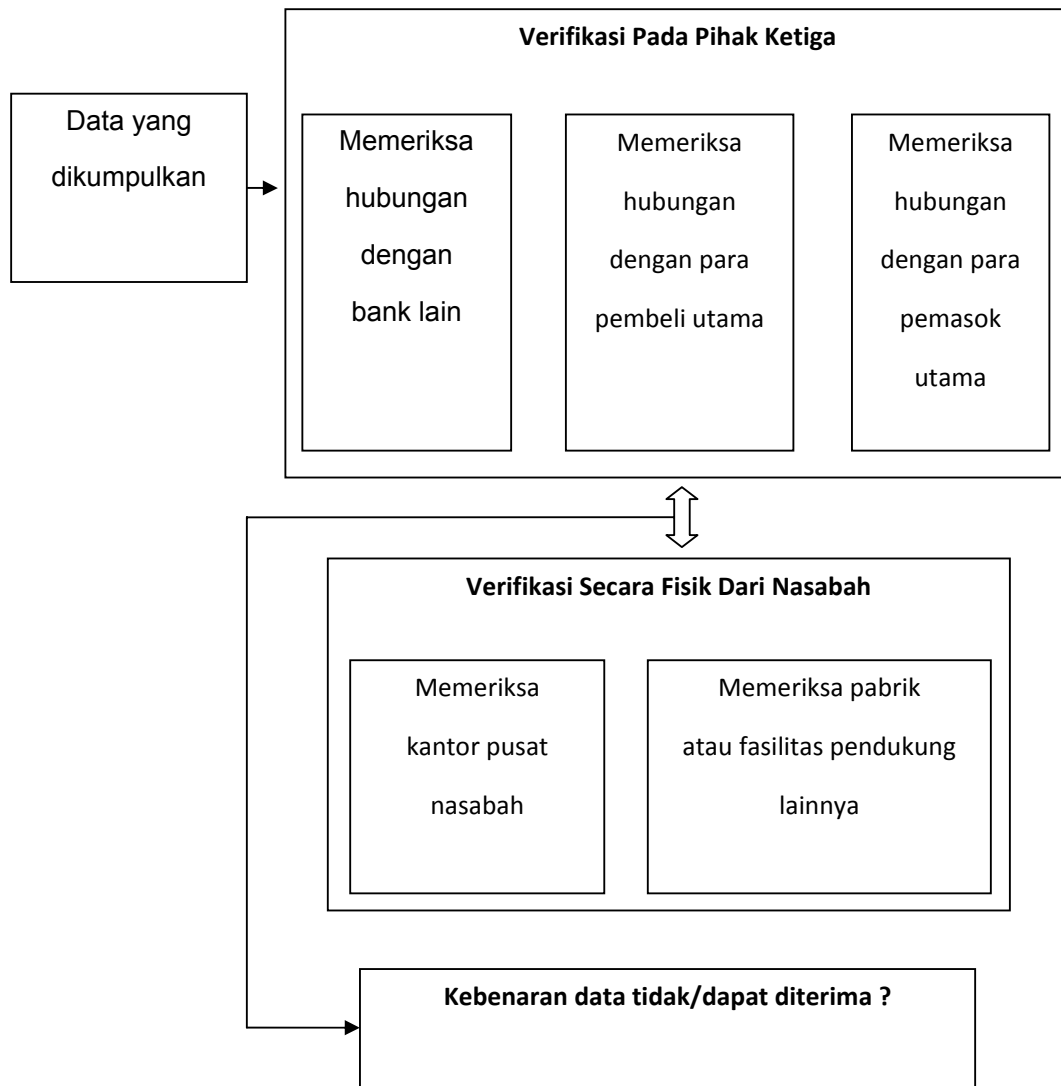 Verifikasi Pada Pihak Ketiga
Data yang
dikumpulkan
Memeriksa
hubungan
dengan
bank lain
Memeriksa
hubungan
dengan para
pembeli utama
Memeriksa
hubungan
dengan para
pemasok
utama
Verifikasi Secara Fisik Dari Nasabah
Memeriksa
kantor pusat
nasabah
Memeriksa pabrik
atau fasilitas pendukung
lainnya
Kebenaran data tidak/dapat diterima ?